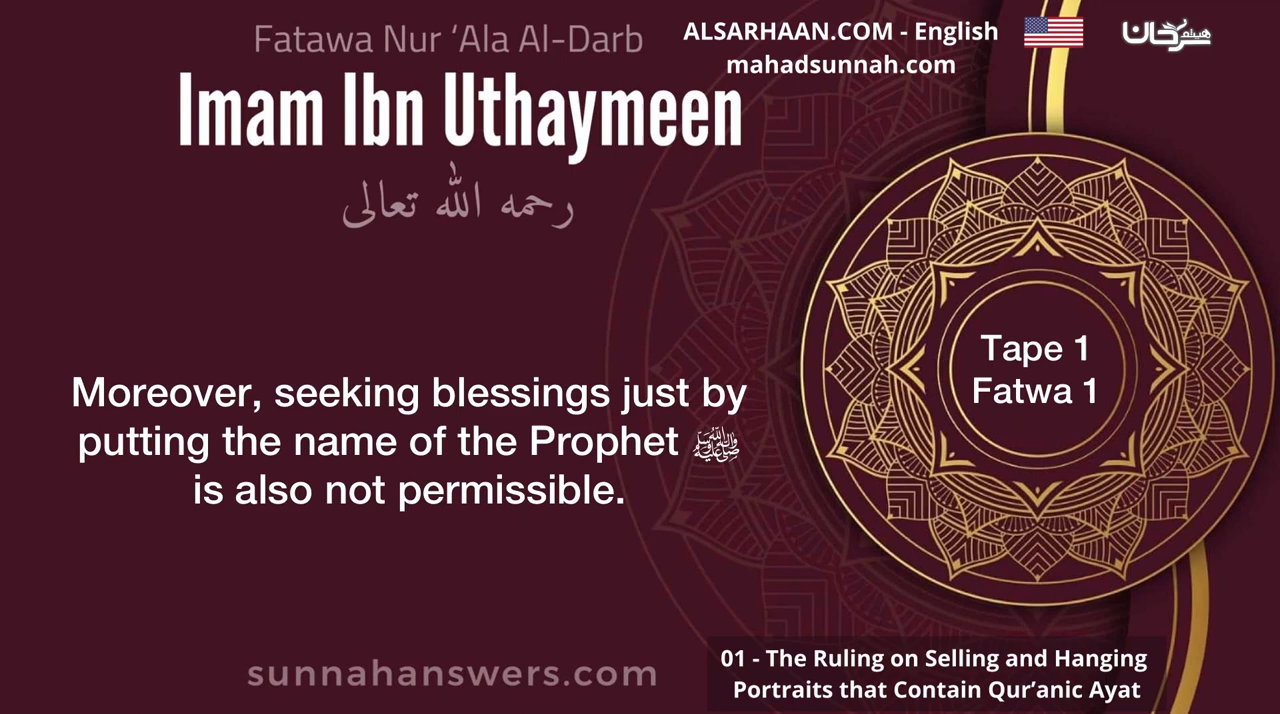 Fatawa Nur ‘Ala Al-Darb
Imam Ibn Uthaymeen
رحمه الله تعالى
ALSARHAAN.COM - English
mahadsunnah.com
هيثم سرحان
Moreover, seeking blessings just by
putting the name of the Prophet ﷺ
is also not permissible.
Tape 1
Fatwa 1
sunnahanswers.com
01 - The Ruling on Selling and Hanging
Portraits that Contain Qur’anic Ayat